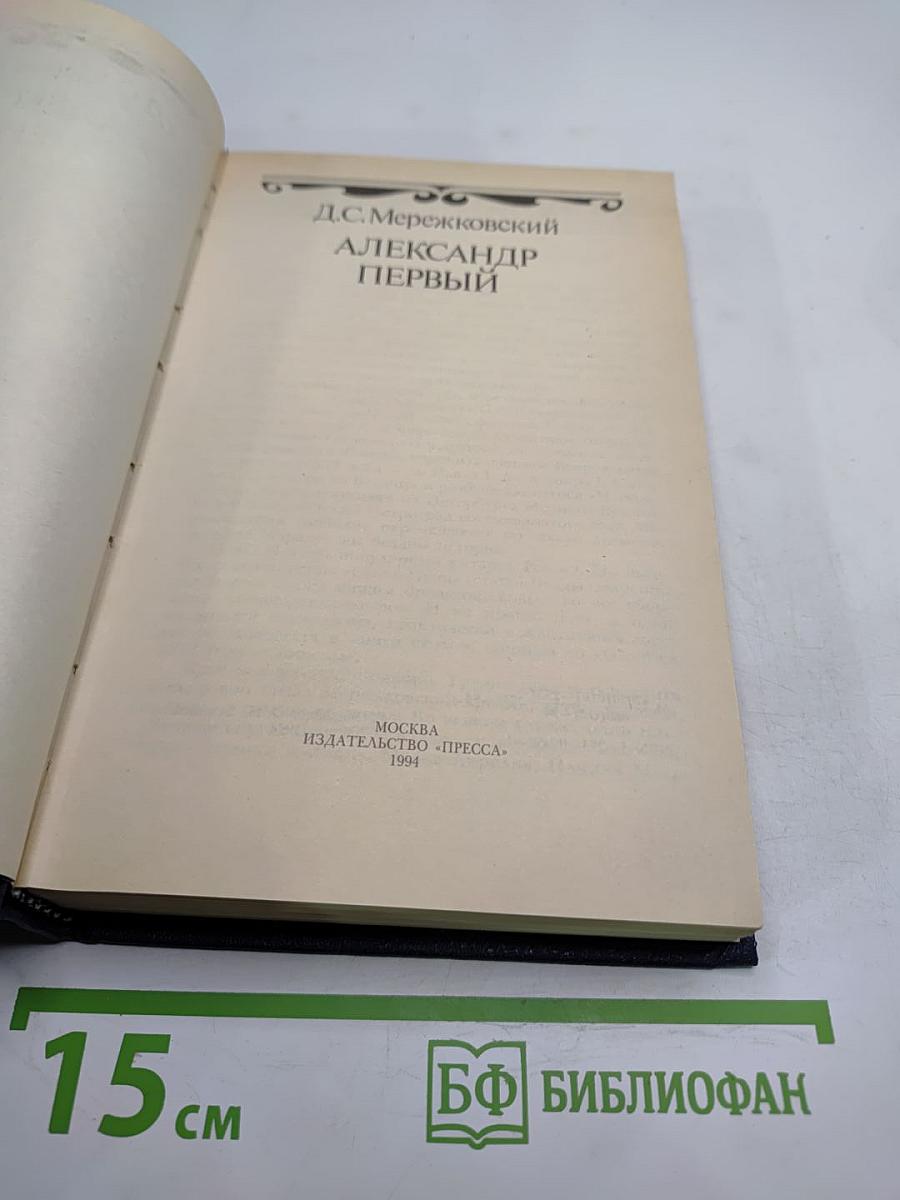 Д.С.Мережковский
АЛЕКСАНДР
ПЕРВЫЙ
МОСКВА
ИЗДАТЕЛЬСТВО «ПРЕССА»
1994
15 см
БФ БИБЛИОФАН